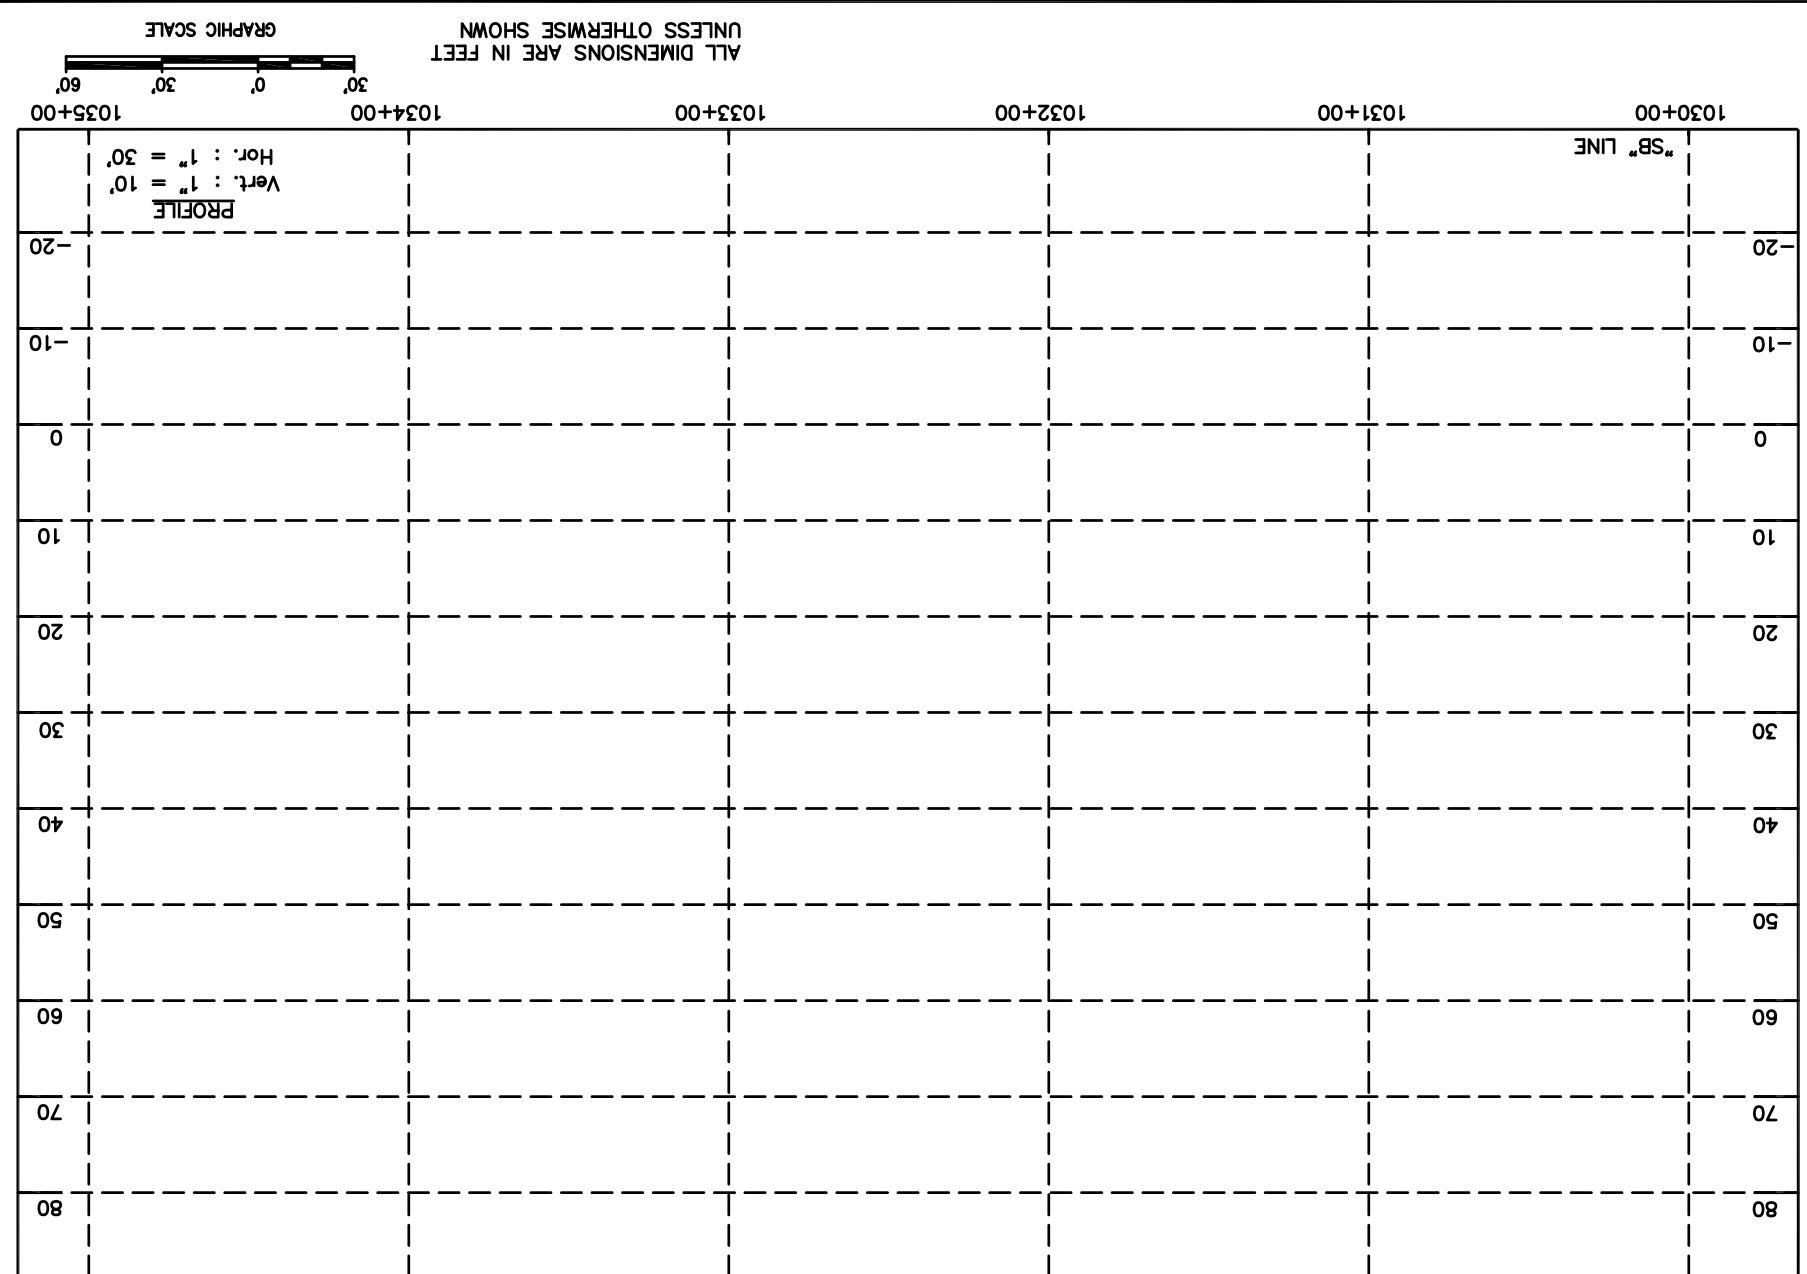 80 80
70 70
60 60
50 50
40 40
30 30
20 20
10 10
0 0
-10 -10
-20 -20
PROFILE
Vert. : 1" = 10'
Hor. : 1" = 30'
"SB" LINE
1030+00 1031+00 1032+00 1033+00 1034+00 1035+00
30' 0' 30' 60'
ALL DIMENSIONS ARE IN FEET
UNLESS OTHERWISE SHOWN
GRAPHIC SCALE